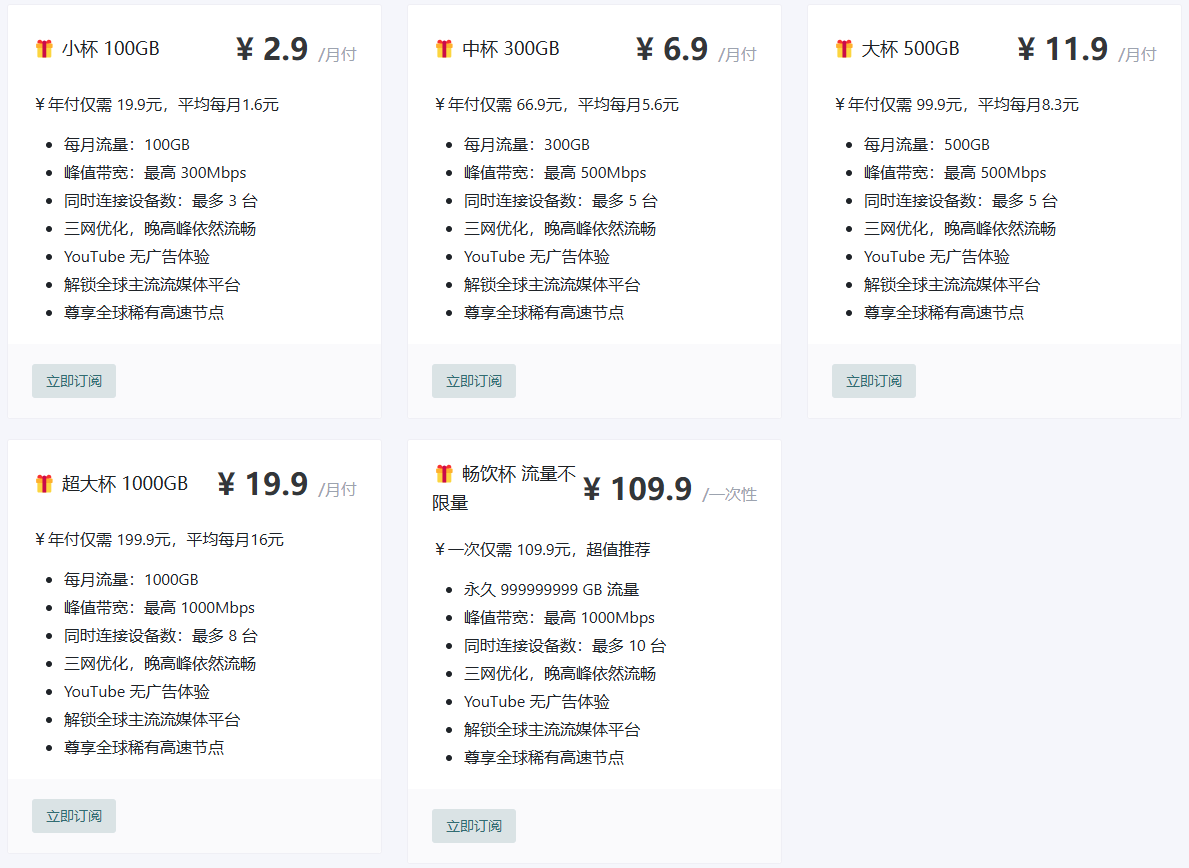 小杯 100GB
¥ 2.9 /月付
¥ 年付仅需 19.9元，平均每月1.6元
每月流量：100GB
峰值带宽：最高 300Mbps
同时连接设备数：最多 3 台
三网优化，晚高峰依然流畅
YouTube 无广告体验
解锁全球主流流媒体平台
尊享全球稀有高速节点
立即订阅
中杯 300GB
¥ 6.9 /月付
¥ 年付仅需 66.9元，平均每月5.6元
每月流量：300GB
峰值带宽：最高 500Mbps
同时连接设备数：最多 5 台
三网优化，晚高峰依然流畅
YouTube 无广告体验
解锁全球主流流媒体平台
尊享全球稀有高速节点
立即订阅
大杯 500GB
¥ 11.9 /月付
¥ 年付仅需 99.9元，平均每月8.3元
每月流量：500GB
峰值带宽：最高 500Mbps
同时连接设备数：最多 5 台
三网优化，晚高峰依然流畅
YouTube 无广告体验
解锁全球主流流媒体平台
尊享全球稀有高速节点
立即订阅
超大杯 1000GB
¥ 19.9 /月付
¥ 年付仅需 199.9元，平均每月16元
每月流量：1000GB
峰值带宽：最高 1000Mbps
同时连接设备数：最多 8 台
三网优化，晚高峰依然流畅
YouTube 无广告体验
解锁全球主流流媒体平台
尊享全球稀有高速节点
立即订阅
畅饮杯 流量不
限量
¥ 109.9 /一次性
¥ 一次仅需 109.9元，超值推荐
永久 999999999 GB 流量
峰值带宽：最高 1000Mbps
同时连接设备数：最多 10 台
三网优化，晚高峰依然流畅
YouTube 无广告体验
解锁全球主流流媒体平台
尊享全球稀有高速节点
立即订阅